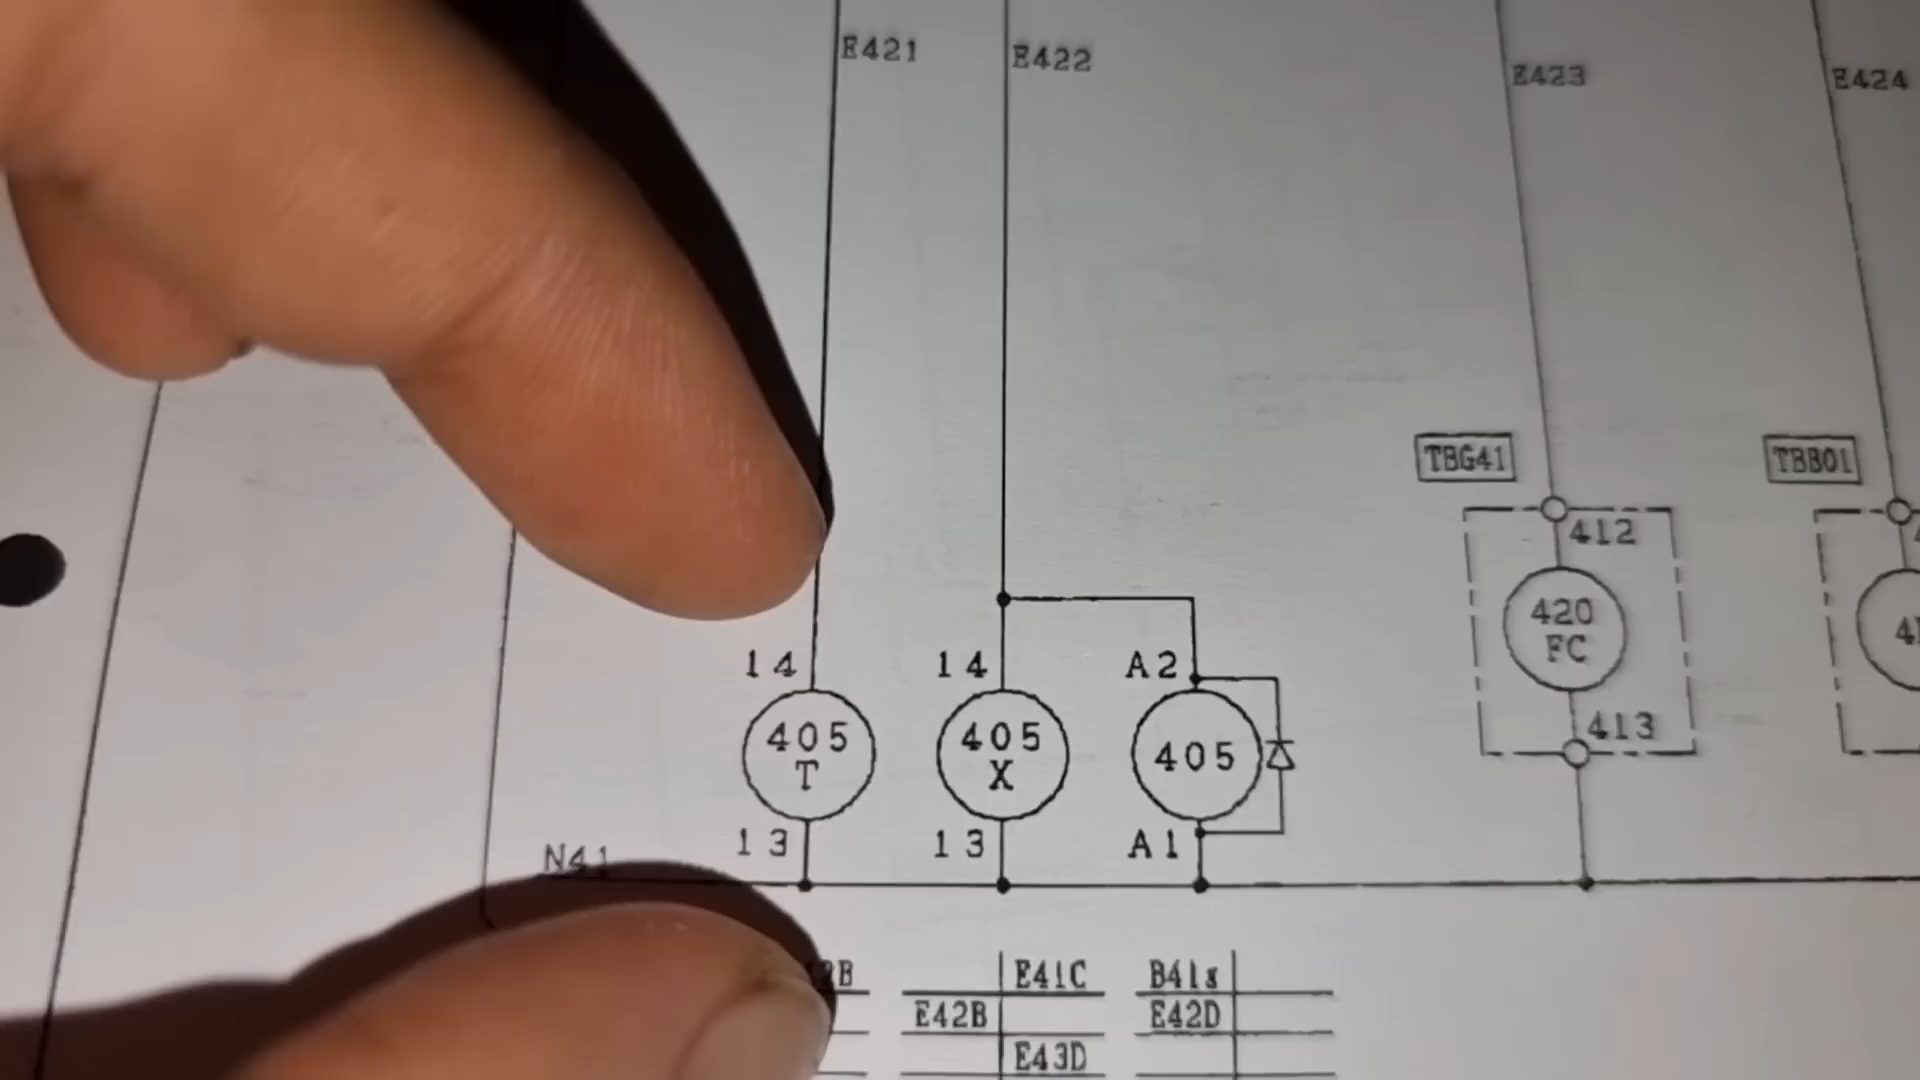 E421
E422
E423
E424
TBG41
TBB01
412
420
FC
413
14
14
A2
405
T
405
X
405
13
13
A1
N41
E41C
B41s
E42B
E42D
E43D